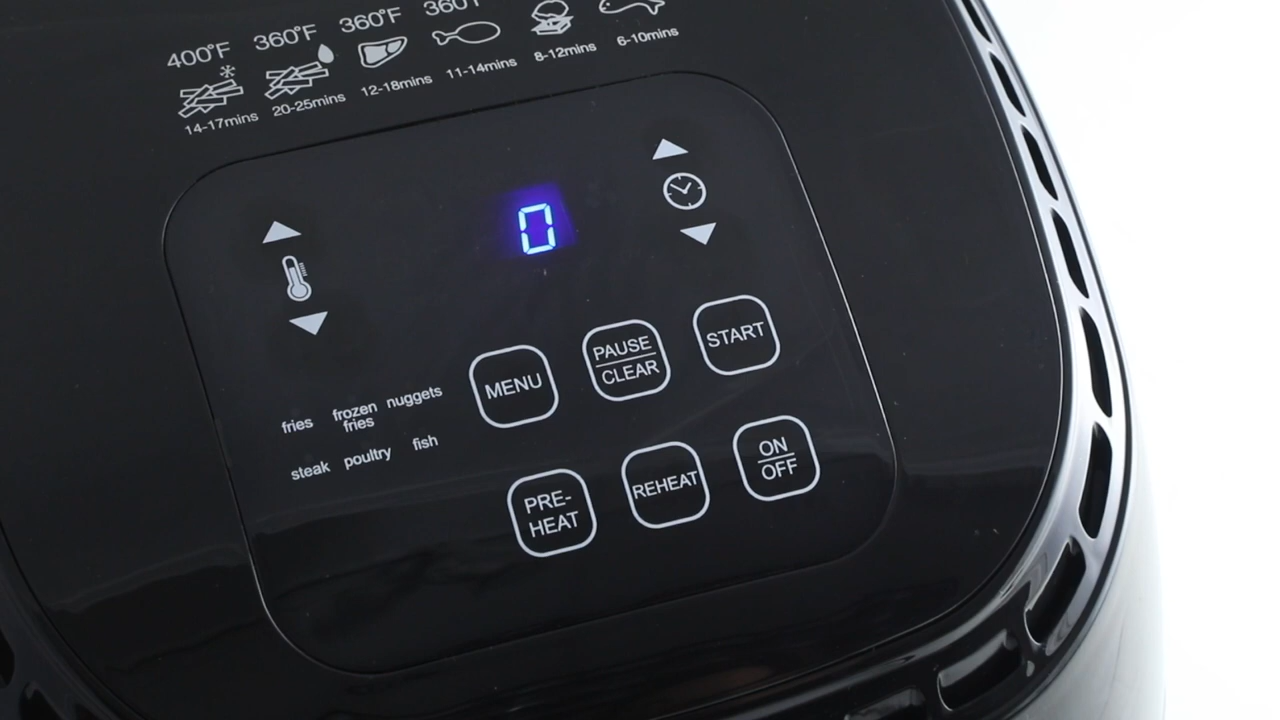 400°F 360°F 360°F 360°F
14-17mins 20-25mins 12-18mins 11-14mins 8-12mins 6-10mins
0
MENU
PAUSE
CLEAR
START
fries frozen fries nuggets
steak poultry fish
PRE-
HEAT
REHEAT
ON
OFF